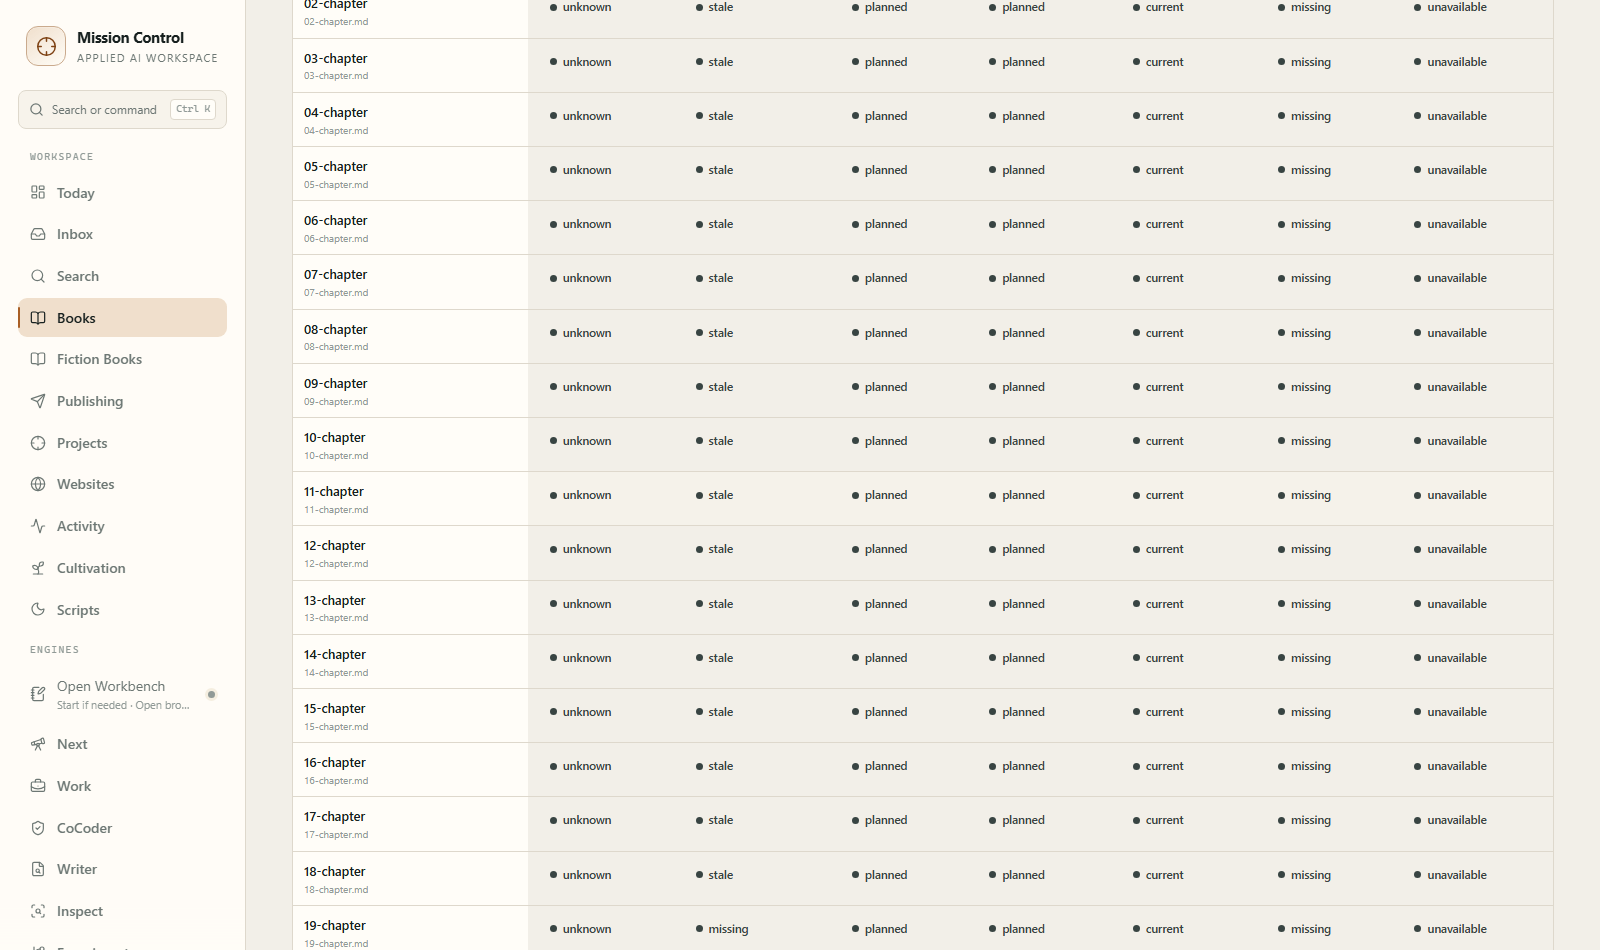 Mission Control
APPLIED AI WORKSPACE
Search or command Ctrl K
WORKSPACE
Today
Inbox
Search
Books
Fiction Books
Publishing
Projects
Websites
Activity
Cultivation
Scripts
ENGINES
Open Workbench
Start if needed · Open bro...
Next
Work
CoCoder
Writer
Inspect
02-chapter unknown stale planned planned current missing unavailable
02-chapter.md
03-chapter unknown stale planned planned current missing unavailable
03-chapter.md
04-chapter unknown stale planned planned current missing unavailable
04-chapter.md
05-chapter unknown stale planned planned current missing unavailable
05-chapter.md
06-chapter unknown stale planned planned current missing unavailable
06-chapter.md
07-chapter unknown stale planned planned current missing unavailable
07-chapter.md
08-chapter unknown stale planned planned current missing unavailable
08-chapter.md
09-chapter unknown stale planned planned current missing unavailable
09-chapter.md
10-chapter unknown stale planned planned current missing unavailable
10-chapter.md
11-chapter unknown stale planned planned current missing unavailable
11-chapter.md
12-chapter unknown stale planned planned current missing unavailable
12-chapter.md
13-chapter unknown stale planned planned current missing unavailable
13-chapter.md
14-chapter unknown stale planned planned current missing unavailable
14-chapter.md
15-chapter unknown stale planned planned current missing unavailable
15-chapter.md
16-chapter unknown stale planned planned current missing unavailable
16-chapter.md
17-chapter unknown stale planned planned current missing unavailable
17-chapter.md
18-chapter unknown stale planned planned current missing unavailable
18-chapter.md
19-chapter unknown missing planned planned current missing unavailable
19-chapter.md